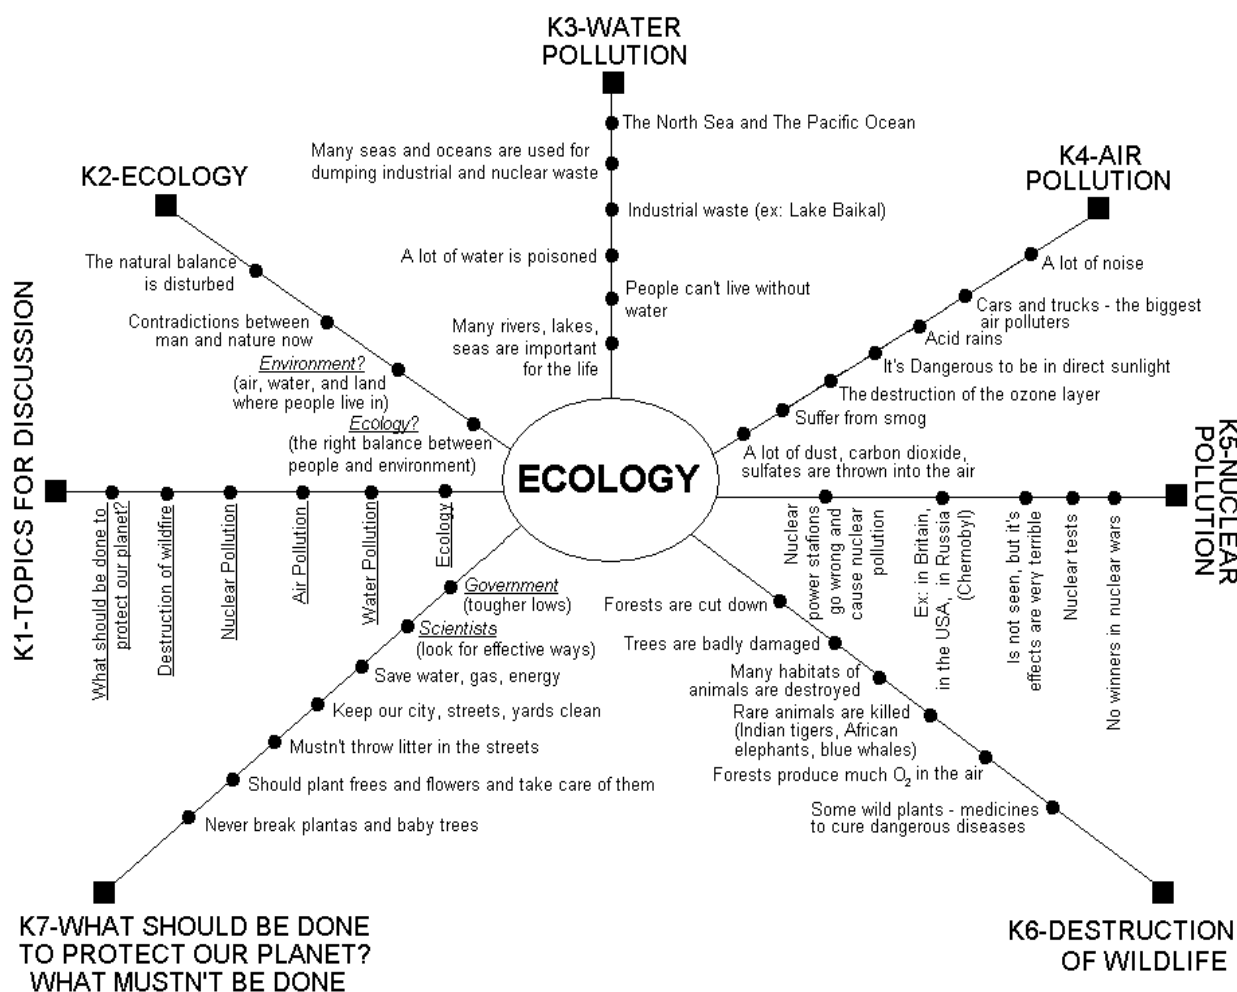 K3-WATER
POLLUTION
The North Sea and The Pacific Ocean
Many seas and oceans are used for
dumping industrial and nuclear waste
Industrial waste (ex: Lake Baikal)
A lot of water is poisoned
People can't live without
water
Many rivers, lakes,
seas are important
for the life
K2-ECOLOGY
The natural balance
is disturbed
Contradictions between
man and nature now
Environment?
(air, water, and land
where people live in)
Ecology?
(the right balance between
people and environment)
K4-AIR
POLLUTION
A lot of noise
Cars and trucks - the biggest
air polluters
Acid rains
It's Dangerous to be in direct sunlight
The destruction of the ozone layer
Suffer from smog
A lot of dust, carbon dioxide,
sulfates are thrown into the air
ECOLOGY
K1-TOPICS FOR DISCUSSION
What should be done to
protect our planet?
Destruction of wildfire
Nuclear Pollution
Air Pollution
Water Pollution
Ecology
K5-NUCLEAR
POLLUTION
Nuclear
power stafions
go wrong and
cause nuclear
pollution
Ex: in Britain,
in the USA, in Russia
(Chernobyl)
Is not seen, but it's
effects are very terrible
Nuclear tests
No winners in nuclear wars
Government
(tougher lows)
Scientists
(look for effective ways)
Save water, gas, energy
Keep our city, streets, yards clean
Mustn't throw litter in the streets
Should plant frees and flowers and take care of them
Never break plantas and baby trees
K7-WHAT SHOULD BE DONE
TO PROTECT OUR PLANET?
WHAT MUSTN'T BE DONE
Forests are cut down
Trees are badly damaged
Many habitats of
animals are destroyed
Rare animals are killed
(Indian tigers, African
elephants, blue whales)
Forests produce much O2 in the air
Some wild plants - medicines
to cure dangerous diseases
K6-DESTRUCTION
OF WILDLIFE